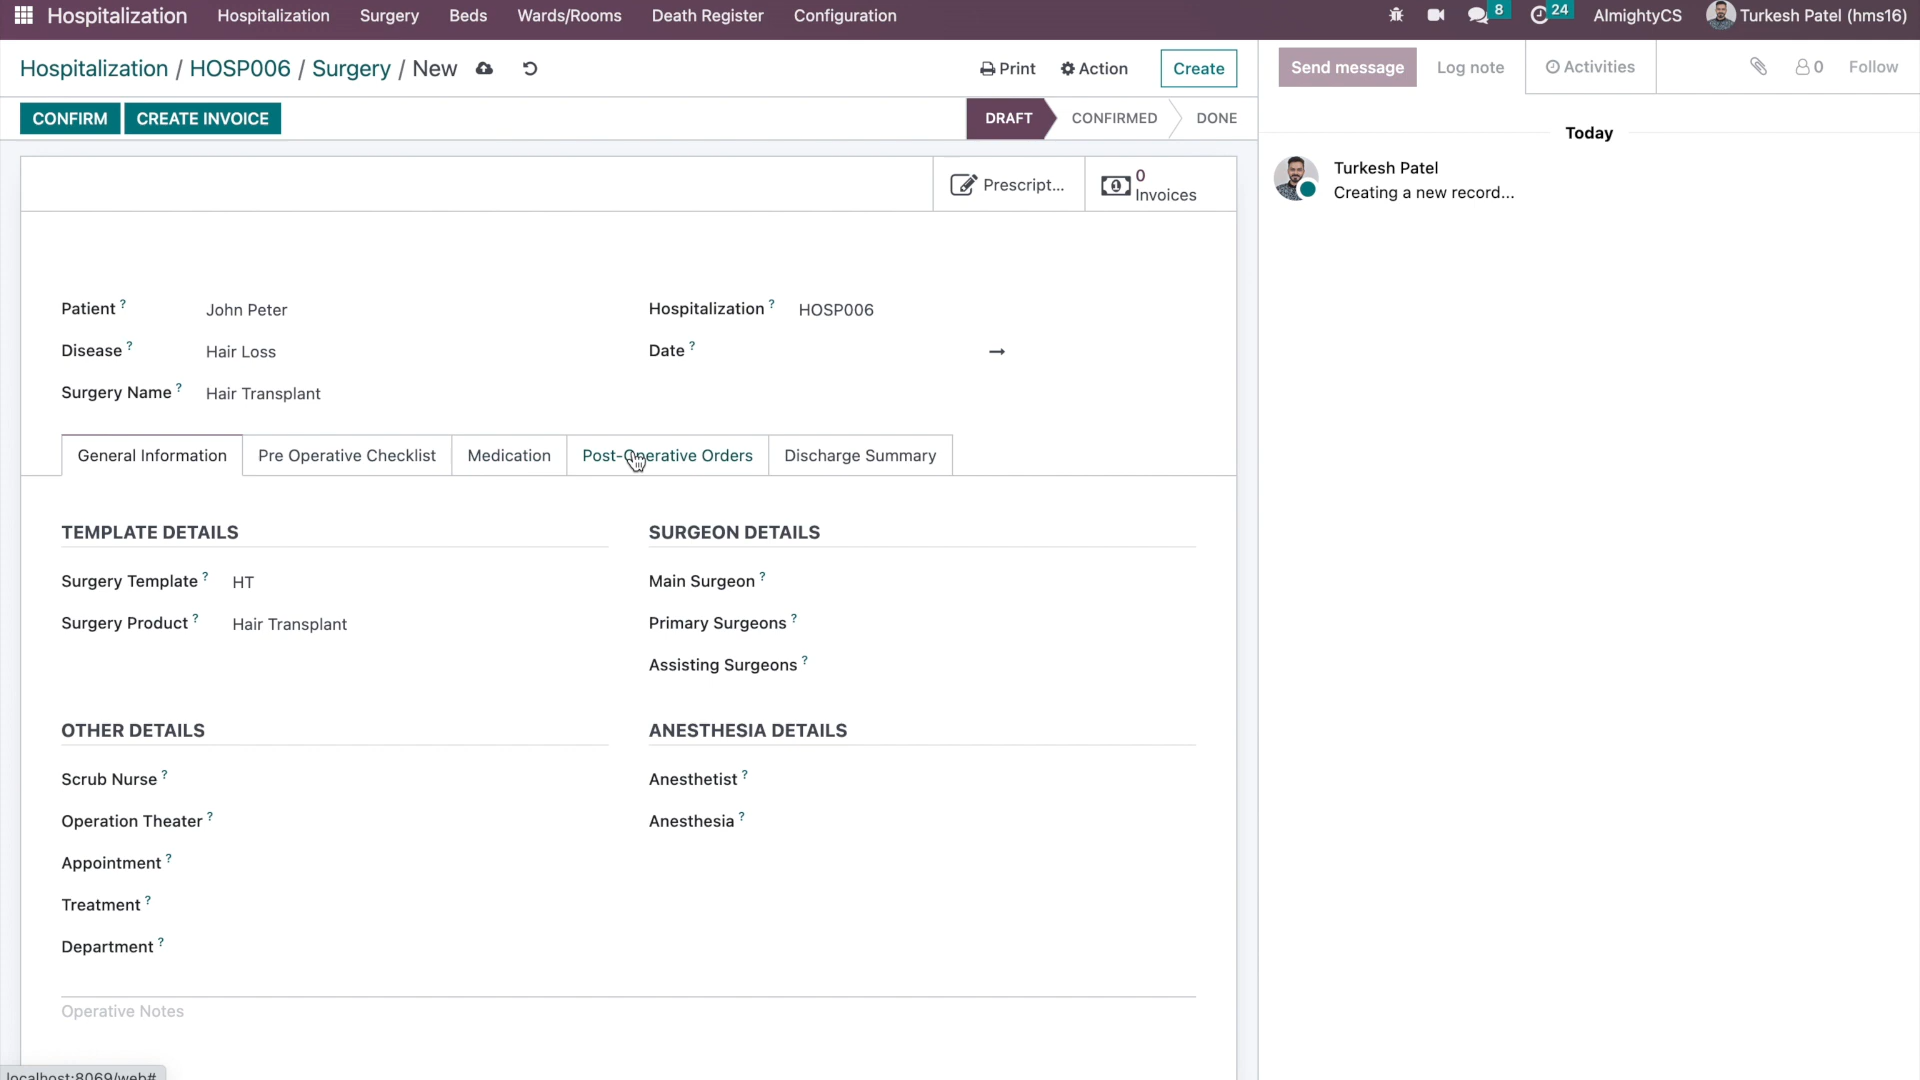 Hospitalization Hospitalization Surgery Beds Wards/Rooms Death Register Configuration 8 24 AlmightyCS Turkesh Patel (hms16)
Hospitalization / HOSP006 / Surgery / New Print Action Create
Send message Log note Activities 0 Follow
CONFIRM CREATE INVOICE DRAFT CONFIRMED DONE
Today
Prescript... 0 Invoices
Turkesh Patel
Creating a new record...
Patient ? John Peter Hospitalization ? HOSP006
Disease ? Hair Loss Date ? →
Surgery Name ? Hair Transplant
General Information Pre Operative Checklist Medication Post-Operative Orders Discharge Summary
TEMPLATE DETAILS SURGEON DETAILS
Surgery Template ? HT Main Surgeon ?
Surgery Product ? Hair Transplant Primary Surgeons ?
Assisting Surgeons ?
OTHER DETAILS ANESTHESIA DETAILS
Scrub Nurse ? Anesthetist ?
Operation Theater ? Anesthesia ?
Appointment ?
Treatment ?
Department ?
Operative Notes
localhost:8069/web#